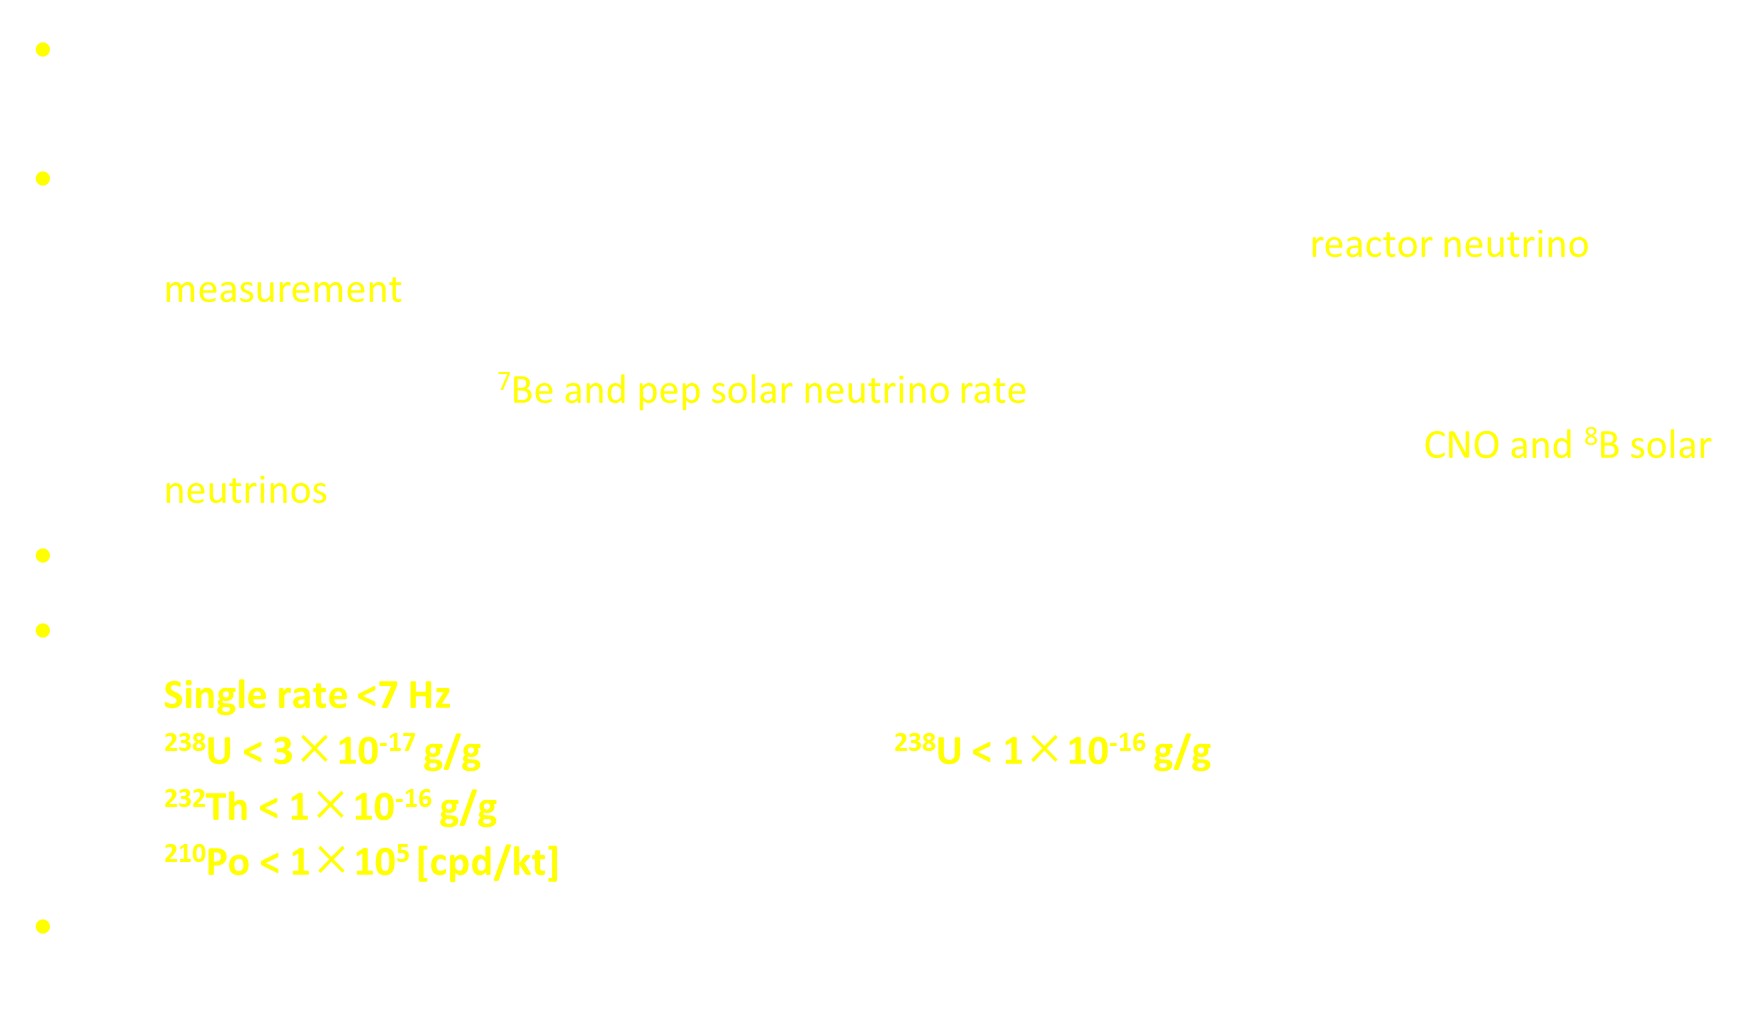 •
•
reactor neutrino
measurement
⁷Be and pep solar neutrino rate
CNO and ⁸B solar
neutrinos
•
•
Single rate <7 Hz
²³⁸U < 3×10⁻¹⁷ g/g ²³⁸U < 1×10⁻¹⁶ g/g
²³²Th < 1×10⁻¹⁶ g/g
²¹⁰Po < 1×10⁵ [cpd/kt]
•